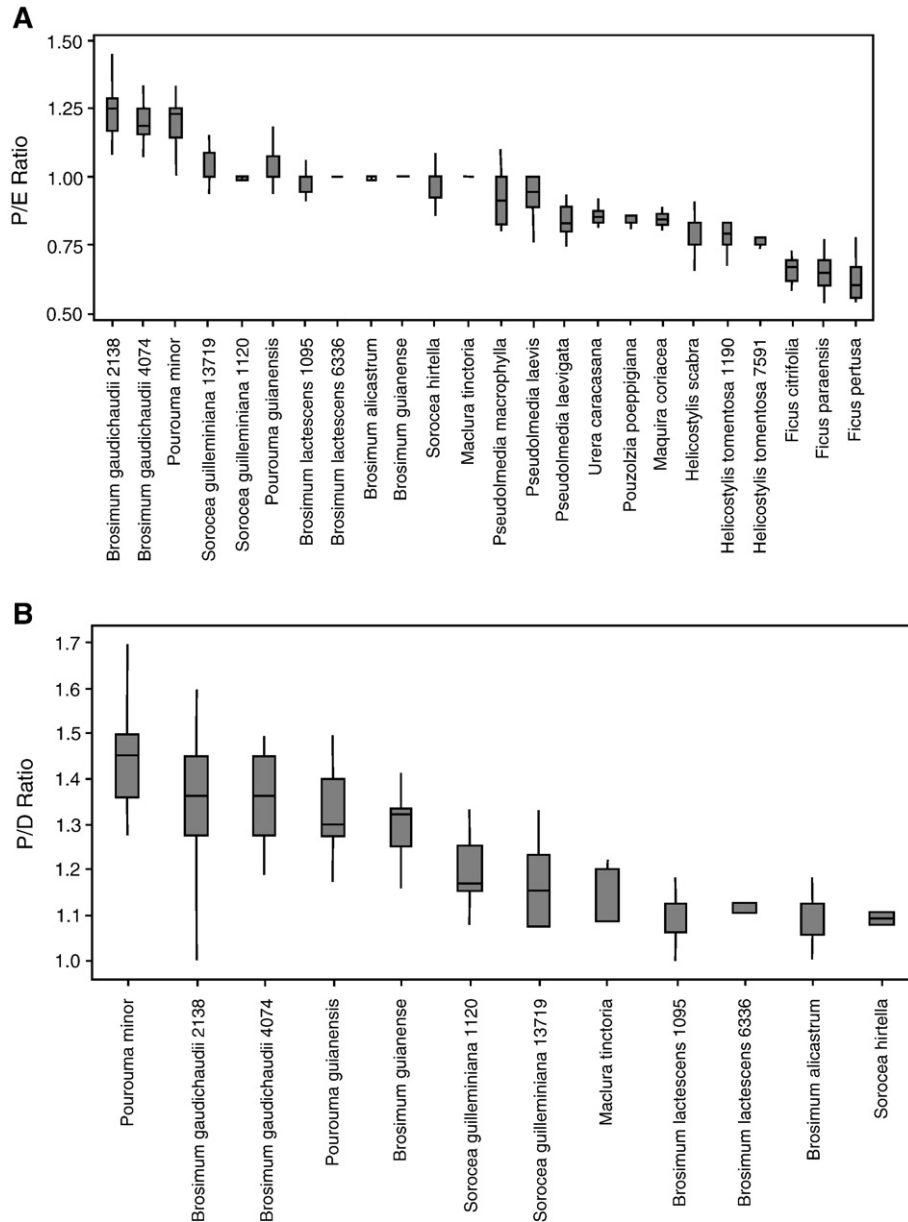 A
1.50
1.25
1.00
0.75
0.50
P/E Ratio
Brosimum gaudichaudii 2138
Brosimum gaudichaudii 4074
Pourouma minor
Sorocea guilleminiana 13719
Sorocea guilleminiana 1120
Pourouma guianensis
Brosimum lactescens 1095
Brosimum lactescens 6336
Brosimum alicastrum
Brosimum guianense
Sorocea hirtella
Maclura tinctoria
Pseudolmedia macrophylla
Pseudolmedia laevis
Pseudolmedia laevigata
Urera caracasana
Pouzolzia poeppigiana
Maquira coriacea
Helicostylis scabra
Helicostylis tomentosa 1190
Helicostylis tomentosa 7591
Ficus citrifolia
Ficus paraensis
Ficus pertusa
B
1.7
1.6
1.5
1.4
1.3
1.2
1.1
1.0
P/D Ratio
Pourouma minor
Brosimum gaudichaudii 2138
Brosimum gaudichaudii 4074
Pourouma guianensis
Brosimum guianense
Sorocea guilleminiana 1120
Sorocea guilleminiana 13719
Maclura tinctoria
Brosimum lactescens 1095
Brosimum lactescens 6336
Brosimum alicastrum
Sorocea hirtella